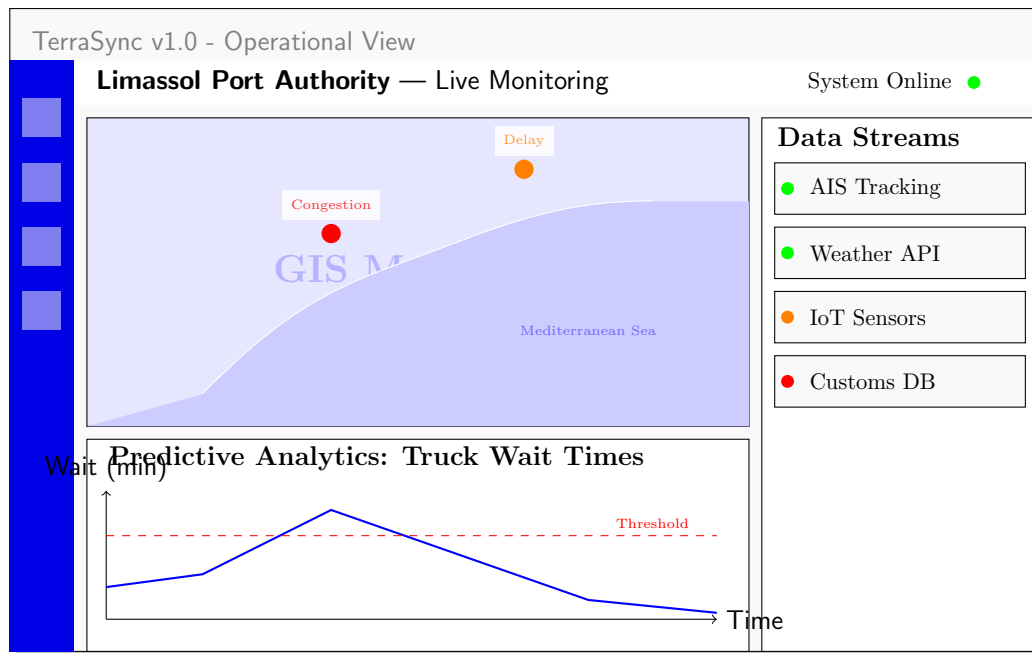 TerraSync v1.0 - Operational View
Limassol Port Authority — Live Monitoring
System Online
Delay
Congestion
GIS M
Mediterranean Sea
Data Streams
AIS Tracking
Weather API
IoT Sensors
Customs DB
Predictive Analytics: Truck Wait Times
Wait (min)
Threshold
Time